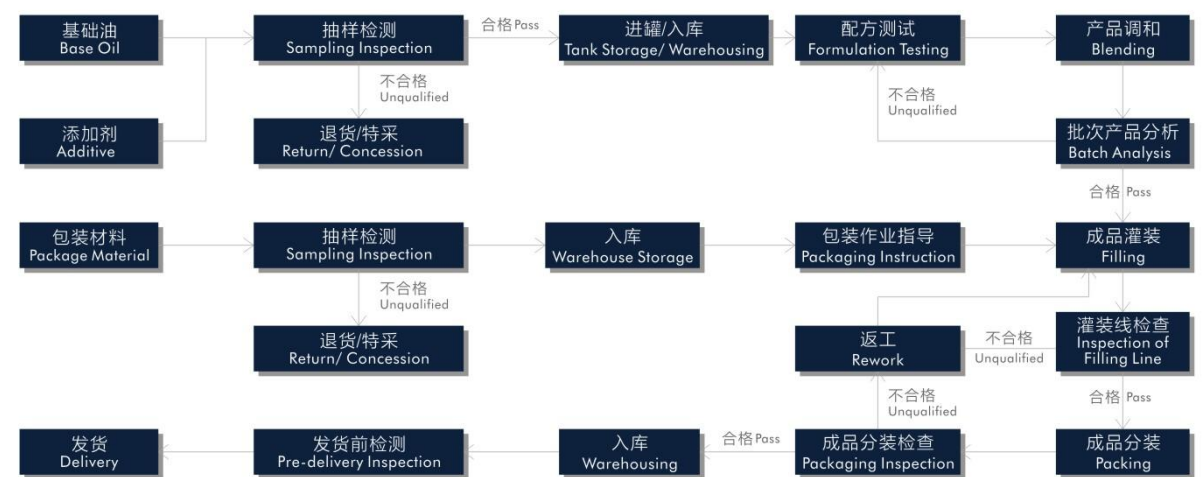 基础油
Base Oil
抽样检测
Sampling Inspection
合格 Pass
进罐/入库
Tank Storage/ Warehousing
配方测试
Formulation Testing
产品调和
Blending
不合格
Unqualified
不合格
Unqualified
添加剂
Additive
退货/特采
Return/ Concession
批次产品分析
Batch Analysis
合格 Pass
包装材料
Package Material
抽样检测
Sampling Inspection
入库
Warehouse Storage
包装作业指导
Packaging Instruction
成品灌装
Filling
不合格
Unqualified
退货/特采
Return/ Concession
返工
Rework
不合格
Unqualified
灌装线检查
Inspection of
Filling Line
不合格
Unqualified
合格 Pass
发货
Delivery
发货前检测
Pre-delivery Inspection
入库
Warehousing
合格 Pass
成品分装检查
Packaging Inspection
成品分装
Packing